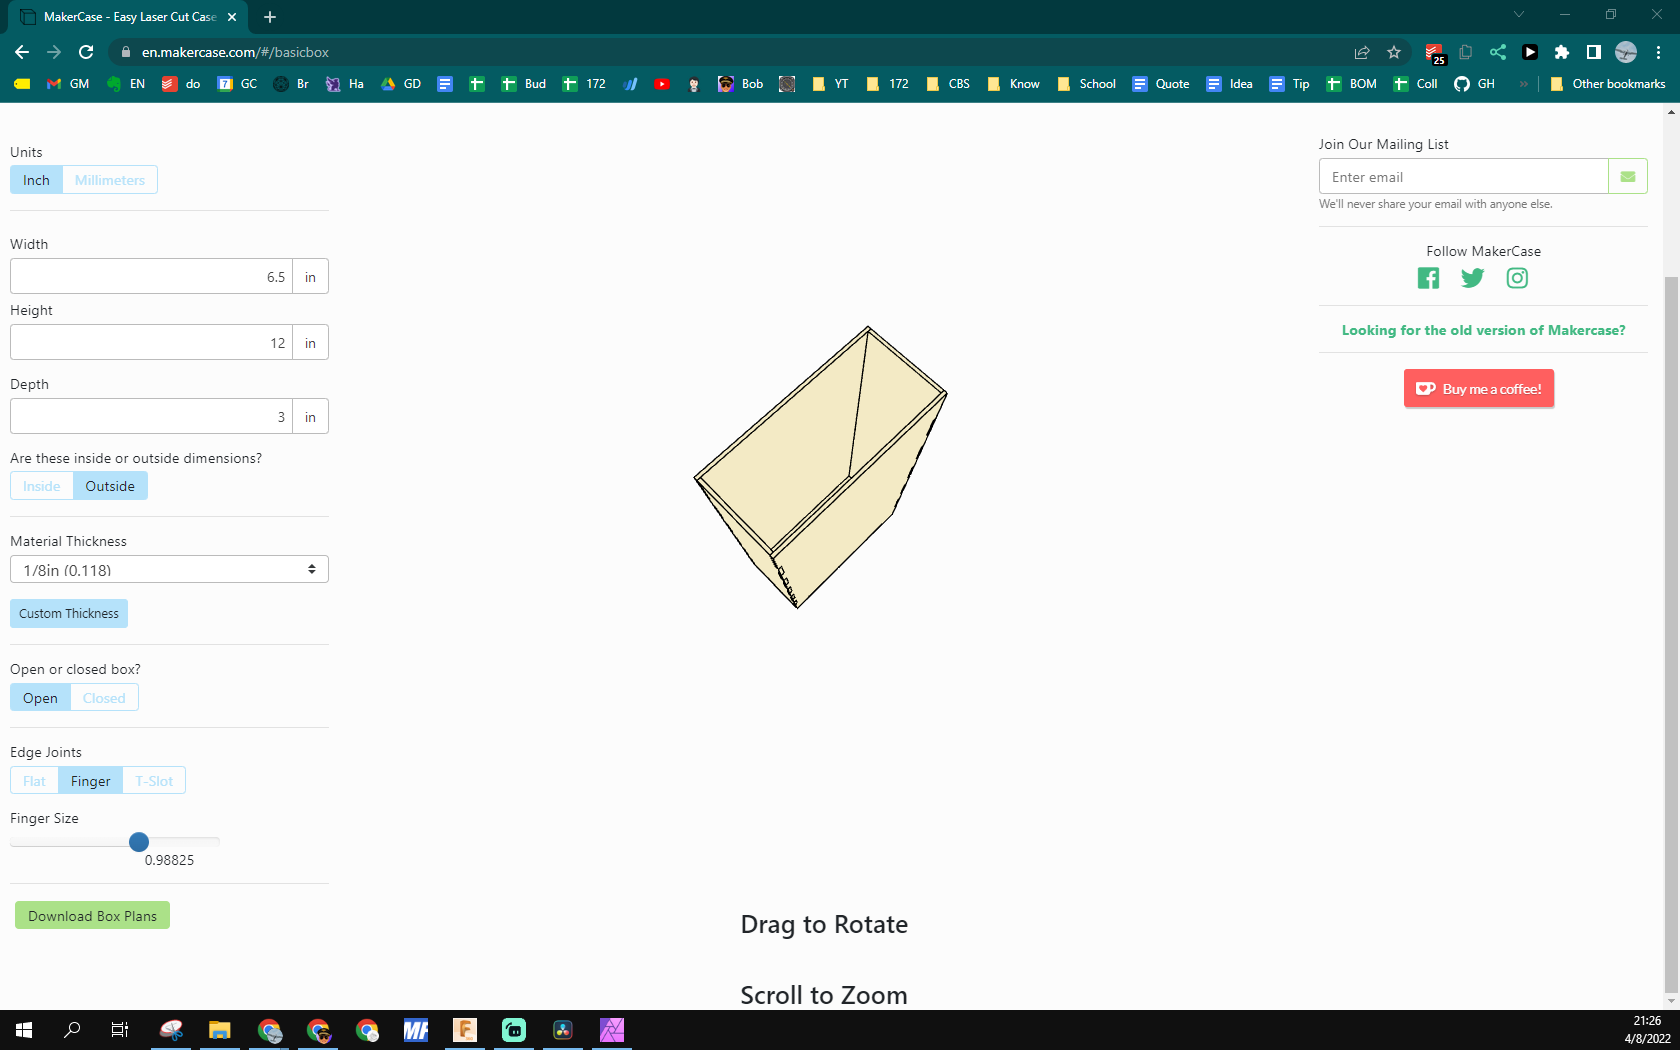 MakerCase - Easy Laser Cut Case
en.makercase.com/#/basicbox
25
GM EN do GC Br Ha GD Bud 172 Bob YT 172 CBS Know School Quote Idea Tip BOM Coll GH » Other bookmarks
Units
Inch Millimeters
Width
6.5 in
Height
12 in
Depth
3 in
Are these inside or outside dimensions?
Inside Outside
Material Thickness
1/8in (0.118)
Custom Thickness
Open or closed box?
Open Closed
Edge Joints
Flat Finger T-Slot
Finger Size
0.98825
Download Box Plans
Drag to Rotate
Scroll to Zoom
Join Our Mailing List
Enter email
We'll never share your email with anyone else.
Follow MakerCase
Looking for the old version of Makercase?
Buy me a coffee!
MF
21:26
4/8/2022